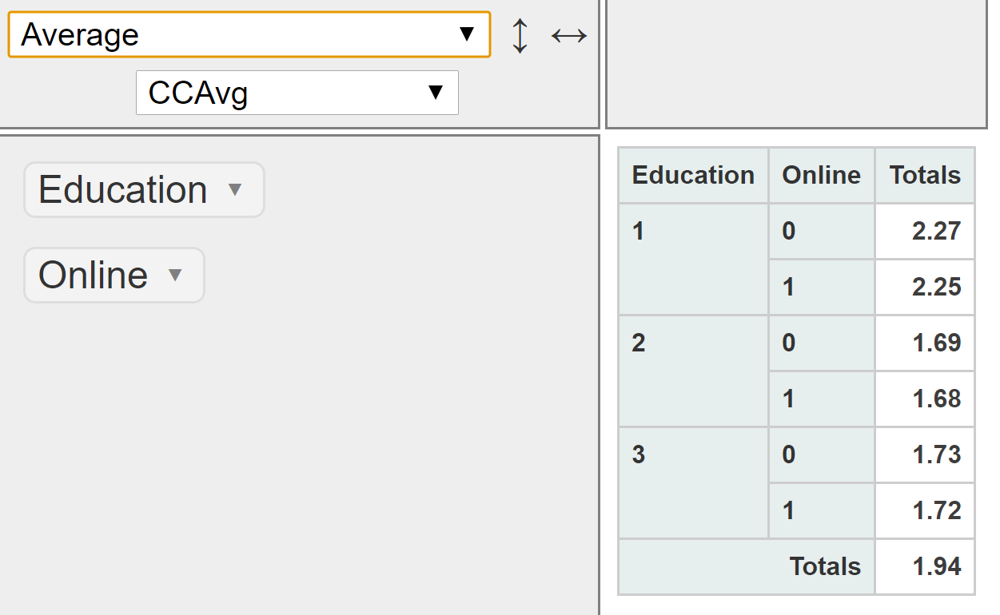 Average ▼ ↕ ↔
CCAvg ▼
Education ▼
Online ▼
Education Online Totals
1 0 2.27
1 2.25
2 0 1.69
1 1.68
3 0 1.73
1 1.72
Totals 1.94